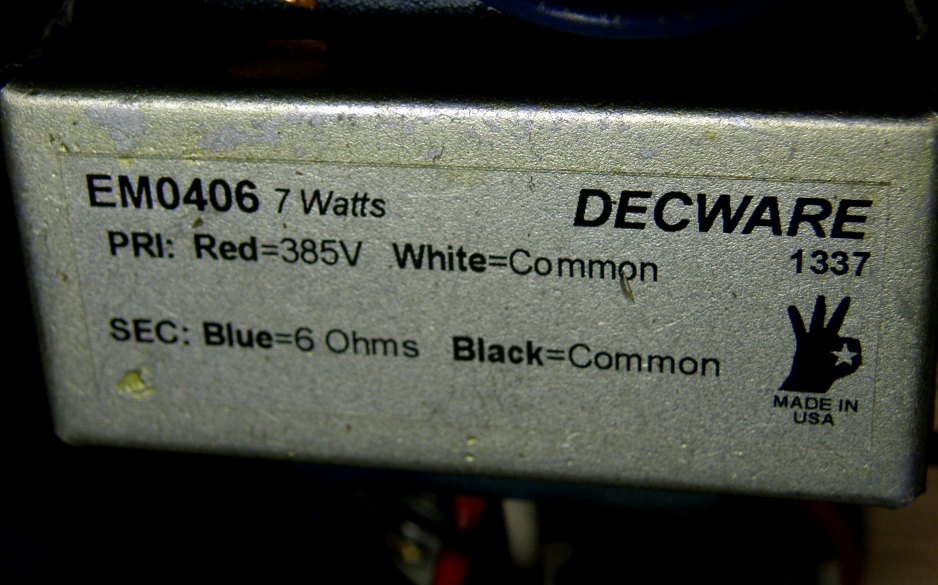 EM0406 7 Watts
DECWARE
1337
PRI: Red=385V White=Common
SEC: Blue=6 Ohms Black=Common
MADE IN
USA